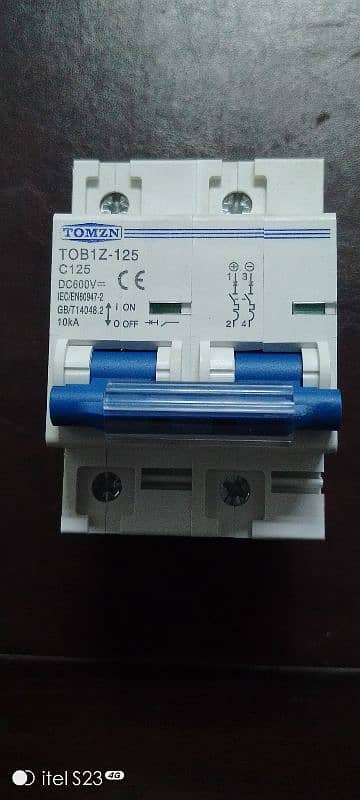 TOMZN
TOB1Z-125
C125
DC600V⎓ CE
IEC/EN60947-2
GB/T14048.2
10kA
I ON
O OFF
⊕ ⊖
1 3
2 4
itel S23 4G